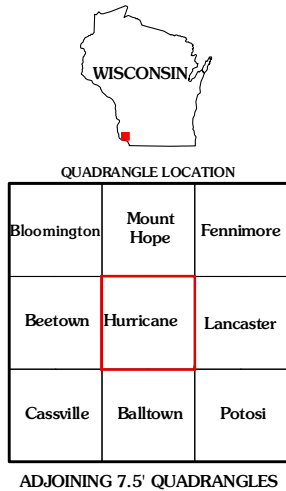 WISCONSIN
QUADRANGLE LOCATION
Bloomington
Mount
Hope
Fennimore
Beetown
Hurricane
Lancaster
Cassville
Balltown
Potosi
ADJOINING 7.5' QUADRANGLES